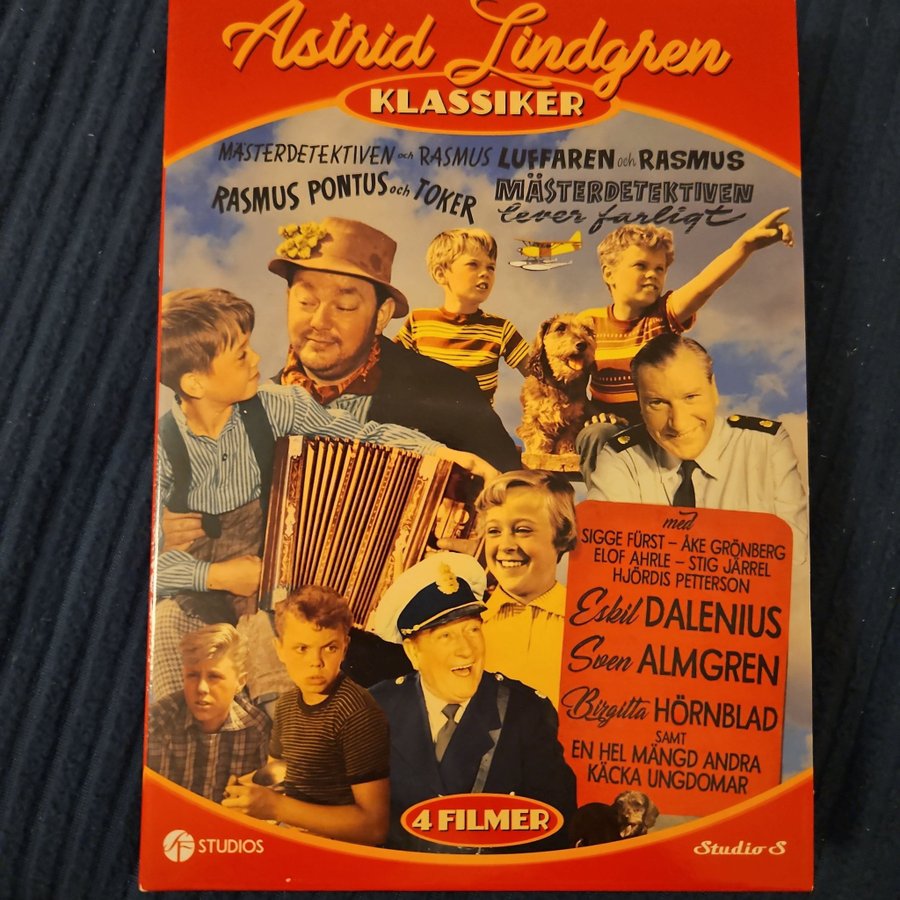 Astrid Lindgren
KLASSIKER
MÄSTERDETEKTIVEN och RASMUS
LUFFAREN och RASMUS
RASMUS PONTUS och TOKER
MÄSTERDETEKTIVEN
lever farligt
med
SIGGE FÜRST – ÅKE GRÖNBERG
ELOF AHRLE – STIG JÄRREL
HJÖRDIS PETTERSON
Eskil DALENIUS
Sven ALMGREN
Birgitta HÖRNBLAD
SAMT
EN HEL MÄNGD ANDRA
KÄCKA UNGDOMAR
4 FILMER
SF STUDIOS
Studio S